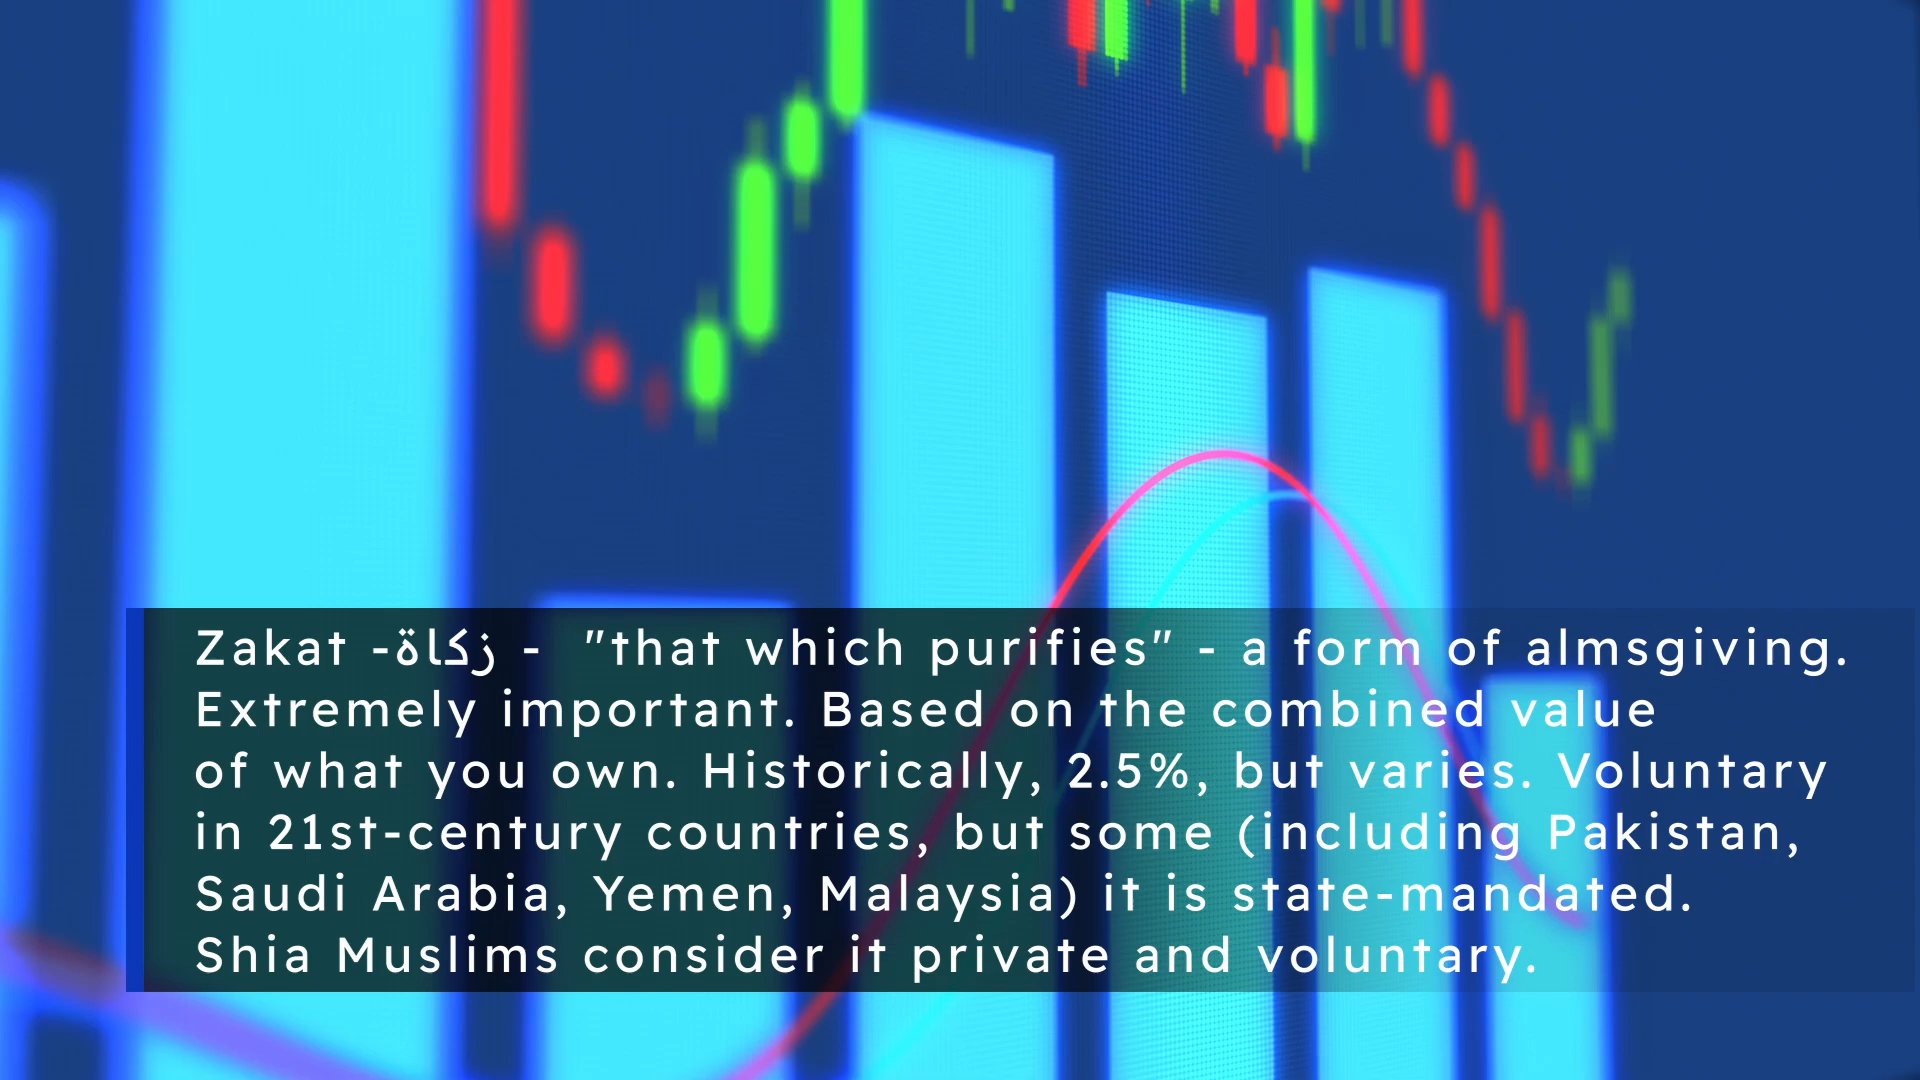 Zakat -زكاة -  "that which purifies" - a form of almsgiving.
Extremely important. Based on the combined value
of what you own. Historically, 2.5%, but varies. Voluntary
in 21st-century countries, but some (including Pakistan,
Saudi Arabia, Yemen, Malaysia) it is state-mandated.
Shia Muslims consider it private and voluntary.